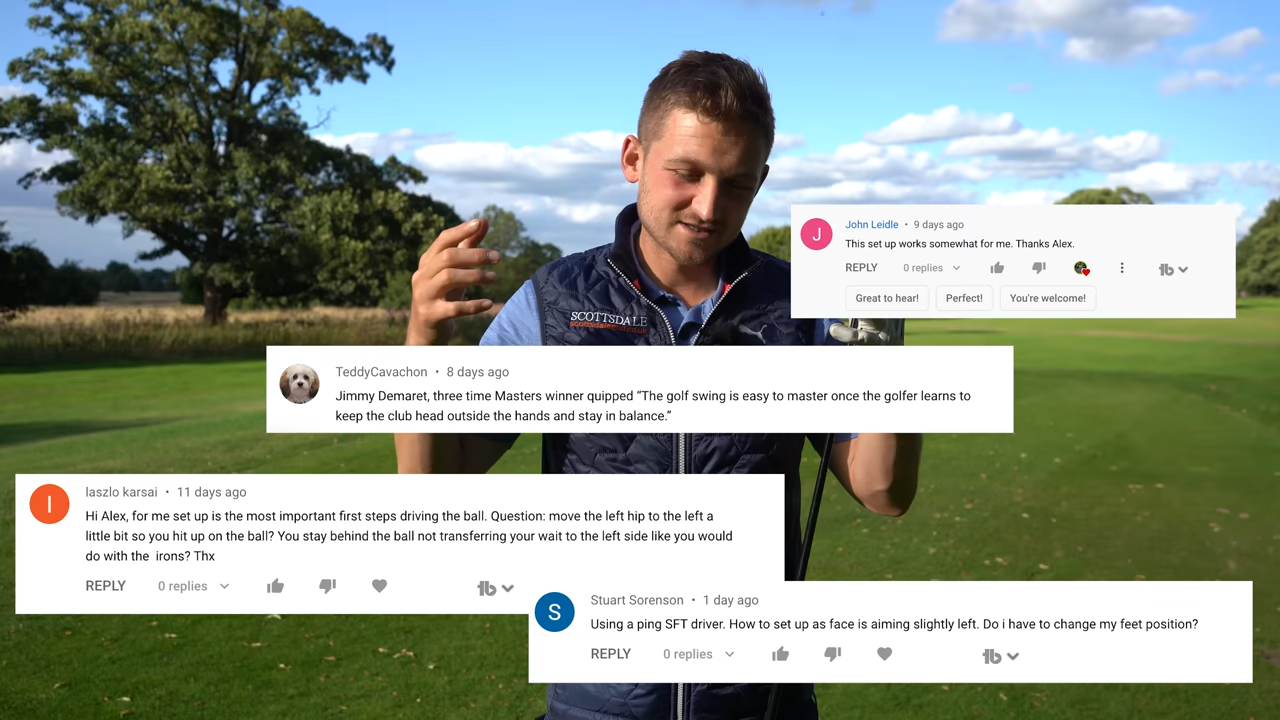 John Leidle • 9 days ago
This set up works somewhat for me. Thanks Alex.
REPLY 0 replies
Great to hear! Perfect! You're welcome!
SCOTTSDALE
TeddyCavachon • 8 days ago
Jimmy Demaret, three time Masters winner quipped “The golf swing is easy to master once the golfer learns to
keep the club head outside the hands and stay in balance.”
laszlo karsai • 11 days ago
Hi Alex, for me set up is the most important first steps driving the ball. Question: move the left hip to the left a
little bit so you hit up on the ball? You stay behind the ball not transferring your wait to the left side like you would
do with the irons? Thx
REPLY 0 replies
Stuart Sorenson • 1 day ago
Using a ping SFT driver. How to set up as face is aiming slightly left. Do i have to change my feet position?
REPLY 0 replies